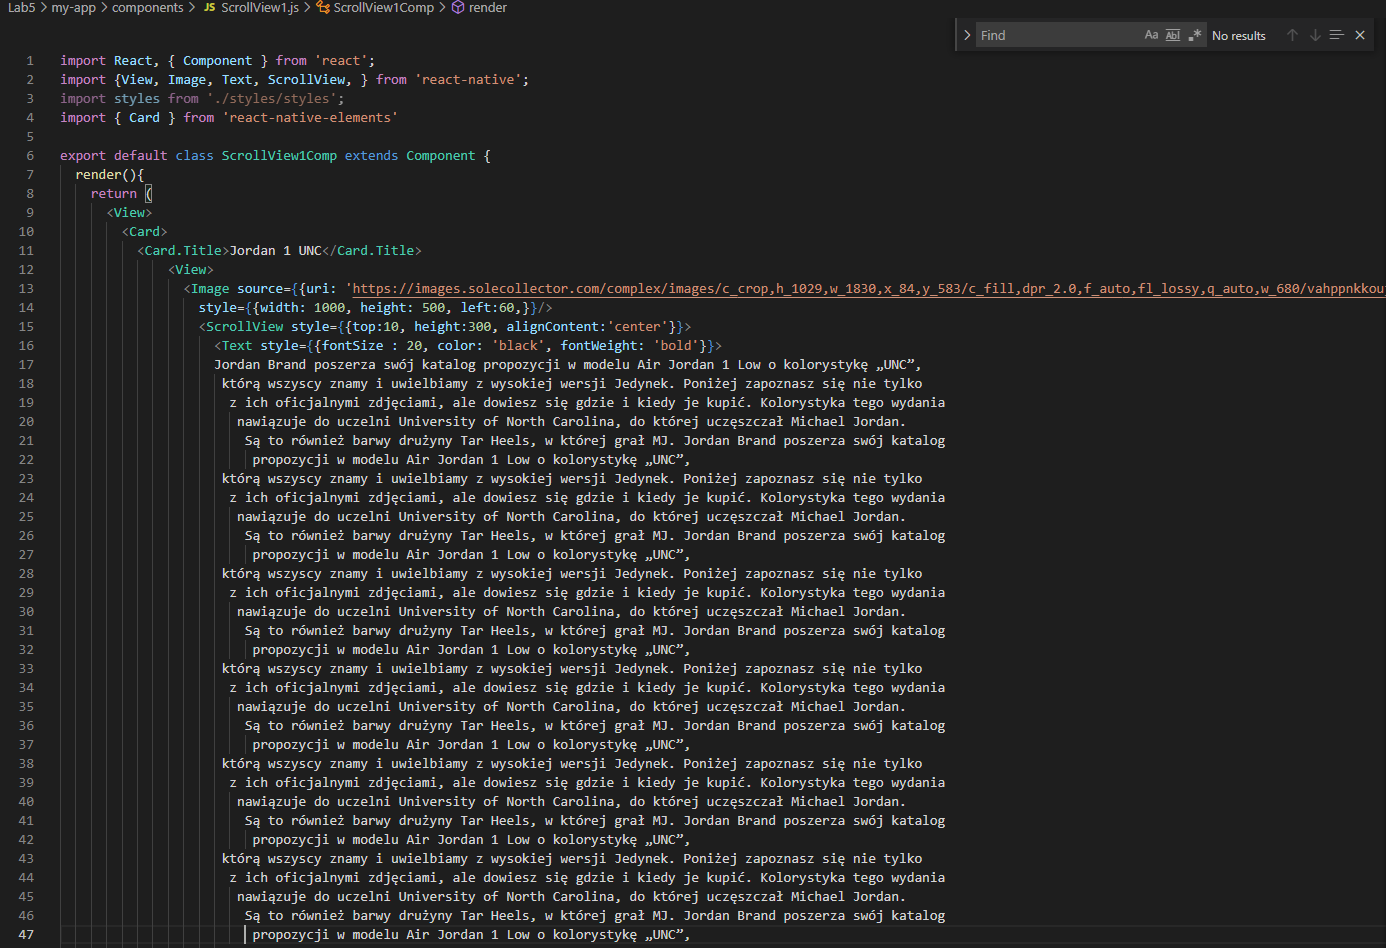 Lab5 > my-app > components > JS ScrollView1.js > ScrollView1Comp > render
Find Aa Abl .* No results
1 import React, { Component } from 'react';
2 import {View, Image, Text, ScrollView, } from 'react-native';
3 import styles from './styles/styles';
4 import { Card } from 'react-native-elements'
5
6 export default class ScrollView1Comp extends Component {
7 render(){
8 return (
9 <View>
10 <Card>
11 <Card.Title>Jordan 1 UNC</Card.Title>
12 <View>
13 <Image source={{uri: 'https://images.solecollector.com/complex/images/c_crop,h_1029,w_1830,x_84,y_583/c_fill,dpr_2.0,f_auto,fl_lossy,q_auto,w_680/vahppnkkou
14 style={{width: 1000, height: 500, left:60,}}/>
15 <ScrollView style={{top:10, height:300, alignContent:'center'}}>
16 <Text style={{fontSize : 20, color: 'black', fontWeight: 'bold'}}>
17 Jordan Brand poszerza swój katalog propozycji w modelu Air Jordan 1 Low o kolorystykę „UNC”,
18 którą wszyscy znamy i uwielbiamy z wysokiej wersji Jedynek. Poniżej zapoznasz się nie tylko
19 z ich oficjalnymi zdjęciami, ale dowiesz się gdzie i kiedy je kupić. Kolorystyka tego wydania
20 nawiązuje do uczelni University of North Carolina, do której uczęszczał Michael Jordan.
21 Są to również barwy drużyny Tar Heels, w której grał MJ. Jordan Brand poszerza swój katalog
22 propozycji w modelu Air Jordan 1 Low o kolorystykę „UNC”,
23 którą wszyscy znamy i uwielbiamy z wysokiej wersji Jedynek. Poniżej zapoznasz się nie tylko
24 z ich oficjalnymi zdjęciami, ale dowiesz się gdzie i kiedy je kupić. Kolorystyka tego wydania
25 nawiązuje do uczelni University of North Carolina, do której uczęszczał Michael Jordan.
26 Są to również barwy drużyny Tar Heels, w której grał MJ. Jordan Brand poszerza swój katalog
27 propozycji w modelu Air Jordan 1 Low o kolorystykę „UNC”,
28 którą wszyscy znamy i uwielbiamy z wysokiej wersji Jedynek. Poniżej zapoznasz się nie tylko
29 z ich oficjalnymi zdjęciami, ale dowiesz się gdzie i kiedy je kupić. Kolorystyka tego wydania
30 nawiązuje do uczelni University of North Carolina, do której uczęszczał Michael Jordan.
31 Są to również barwy drużyny Tar Heels, w której grał MJ. Jordan Brand poszerza swój katalog
32 propozycji w modelu Air Jordan 1 Low o kolorystykę „UNC”,
33 którą wszyscy znamy i uwielbiamy z wysokiej wersji Jedynek. Poniżej zapoznasz się nie tylko
34 z ich oficjalnymi zdjęciami, ale dowiesz się gdzie i kiedy je kupić. Kolorystyka tego wydania
35 nawiązuje do uczelni University of North Carolina, do której uczęszczał Michael Jordan.
36 Są to również barwy drużyny Tar Heels, w której grał MJ. Jordan Brand poszerza swój katalog
37 propozycji w modelu Air Jordan 1 Low o kolorystykę „UNC”,
38 którą wszyscy znamy i uwielbiamy z wysokiej wersji Jedynek. Poniżej zapoznasz się nie tylko
39 z ich oficjalnymi zdjęciami, ale dowiesz się gdzie i kiedy je kupić. Kolorystyka tego wydania
40 nawiązuje do uczelni University of North Carolina, do której uczęszczał Michael Jordan.
41 Są to również barwy drużyny Tar Heels, w której grał MJ. Jordan Brand poszerza swój katalog
42 propozycji w modelu Air Jordan 1 Low o kolorystykę „UNC”,
43 którą wszyscy znamy i uwielbiamy z wysokiej wersji Jedynek. Poniżej zapoznasz się nie tylko
44 z ich oficjalnymi zdjęciami, ale dowiesz się gdzie i kiedy je kupić. Kolorystyka tego wydania
45 nawiązuje do uczelni University of North Carolina, do której uczęszczał Michael Jordan.
46 Są to również barwy drużyny Tar Heels, w której grał MJ. Jordan Brand poszerza swój katalog
47 propozycji w modelu Air Jordan 1 Low o kolorystykę „UNC”,